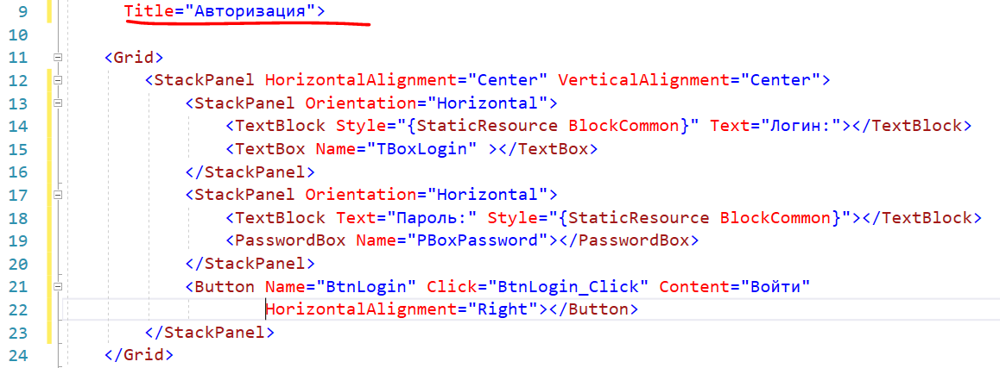 9 Title="Авторизация">
10
11 <Grid>
12 <StackPanel HorizontalAlignment="Center" VerticalAlignment="Center">
13 <StackPanel Orientation="Horizontal">
14 <TextBlock Style="{StaticResource BlockCommon}" Text="Логин:"></TextBlock>
15 <TextBox Name="TBoxLogin" ></TextBox>
16 </StackPanel>
17 <StackPanel Orientation="Horizontal">
18 <TextBlock Text="Пароль:" Style="{StaticResource BlockCommon}"></TextBlock>
19 <PasswordBox Name="PBoxPassword"></PasswordBox>
20 </StackPanel>
21 <Button Name="BtnLogin" Click="BtnLogin_Click" Content="Войти"
22 HorizontalAlignment="Right"></Button>
23 </StackPanel>
24 </Grid>